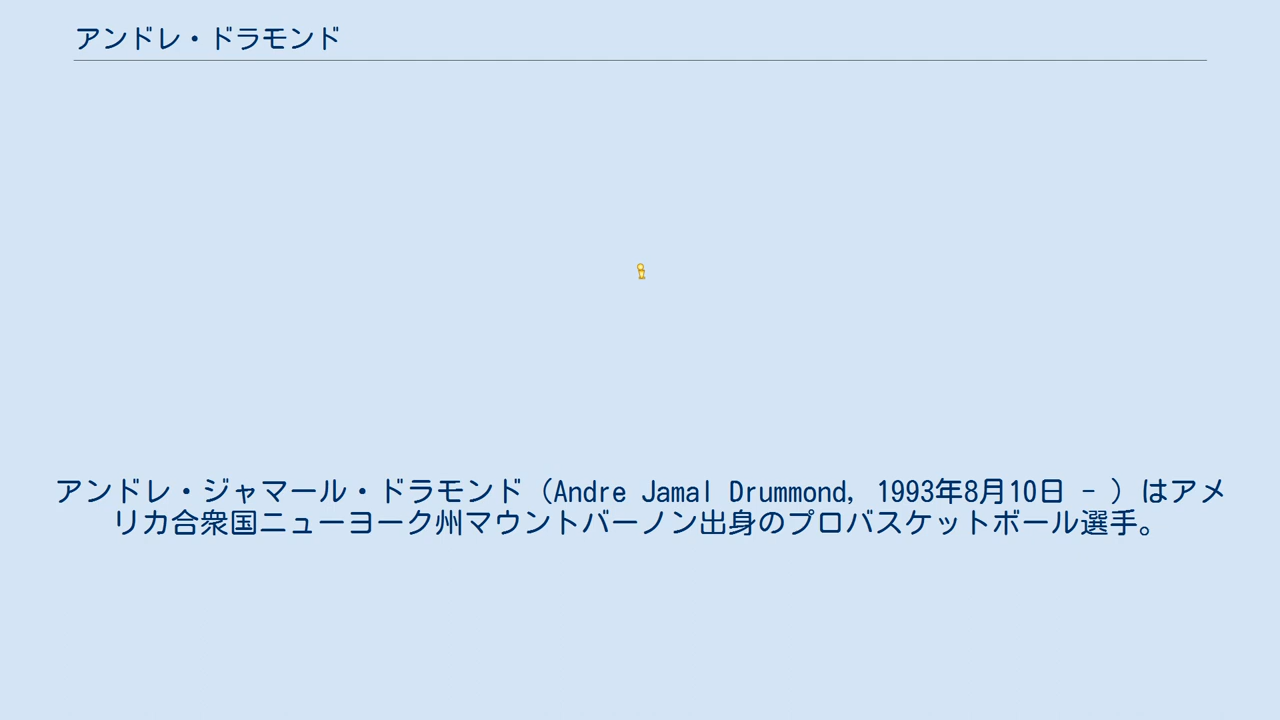 アンドレ・ドラモンド
アンドレ・ジャマール・ドラモンド（Andre Jamal Drummond, 1993年8月10日 - ）はアメ
リカ合衆国ニューヨーク州マウントバーノン出身のプロバスケットボール選手。